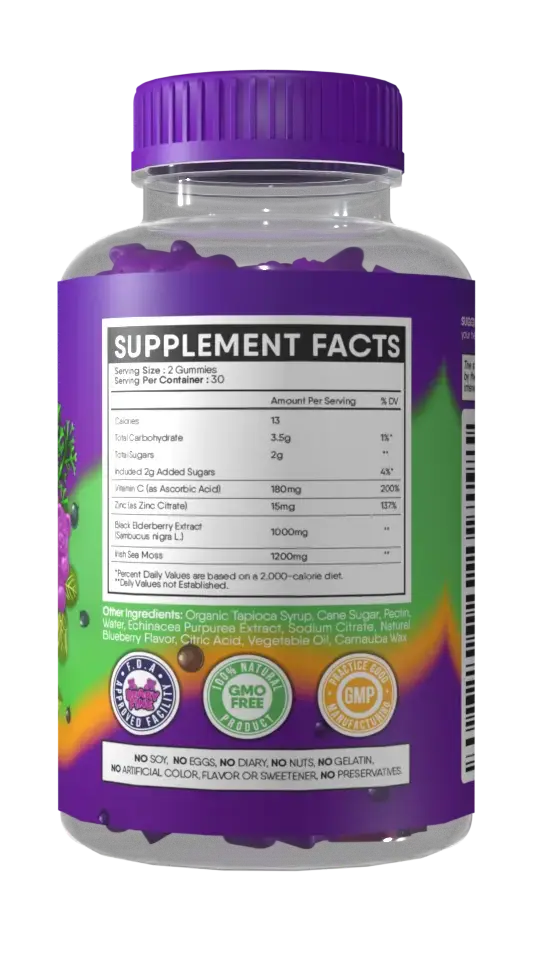 SUPPLEMENT FACTS
Serving Size : 2 Gummies
Serving Per Container : 30
Amount Per Serving % DV
Calories 13
Total Carbohydrate 3.5g 1%*
Total Sugars 2g **
Included 2g Added Sugars 4%*
Vitamin C (as Ascorbic Acid) 180mg 200%
Zinc (as Zinc Citrate) 15mg 137%
Black Elderberry Extract
(Sambucus nigra L.) 1000mg **
Irish Sea Moss 1200mg **
*Percent Daily Values are based on a 2,000-calorie diet.
**Daily Values not Established.
Other Ingredients: Organic Tapioca Syrup, Cane Sugar, Pectin,
Water, Echinacea Purpurea Extract, Sodium Citrate, Natural
Blueberry Flavor, Citric Acid, Vegetable Oil, Carnauba Wax
F.D.A
APPROVED FACILITY
100% NATURAL
GMO
FREE
PRODUCT
PRACTICE GOOD
GMP
MANUFACTURING
NO SOY, NO EGGS, NO DIARY, NO NUTS, NO GELATIN,
NO ARTIFICIAL COLOR, FLAVOR OR SWEETENER, NO PRESERVATIVES.